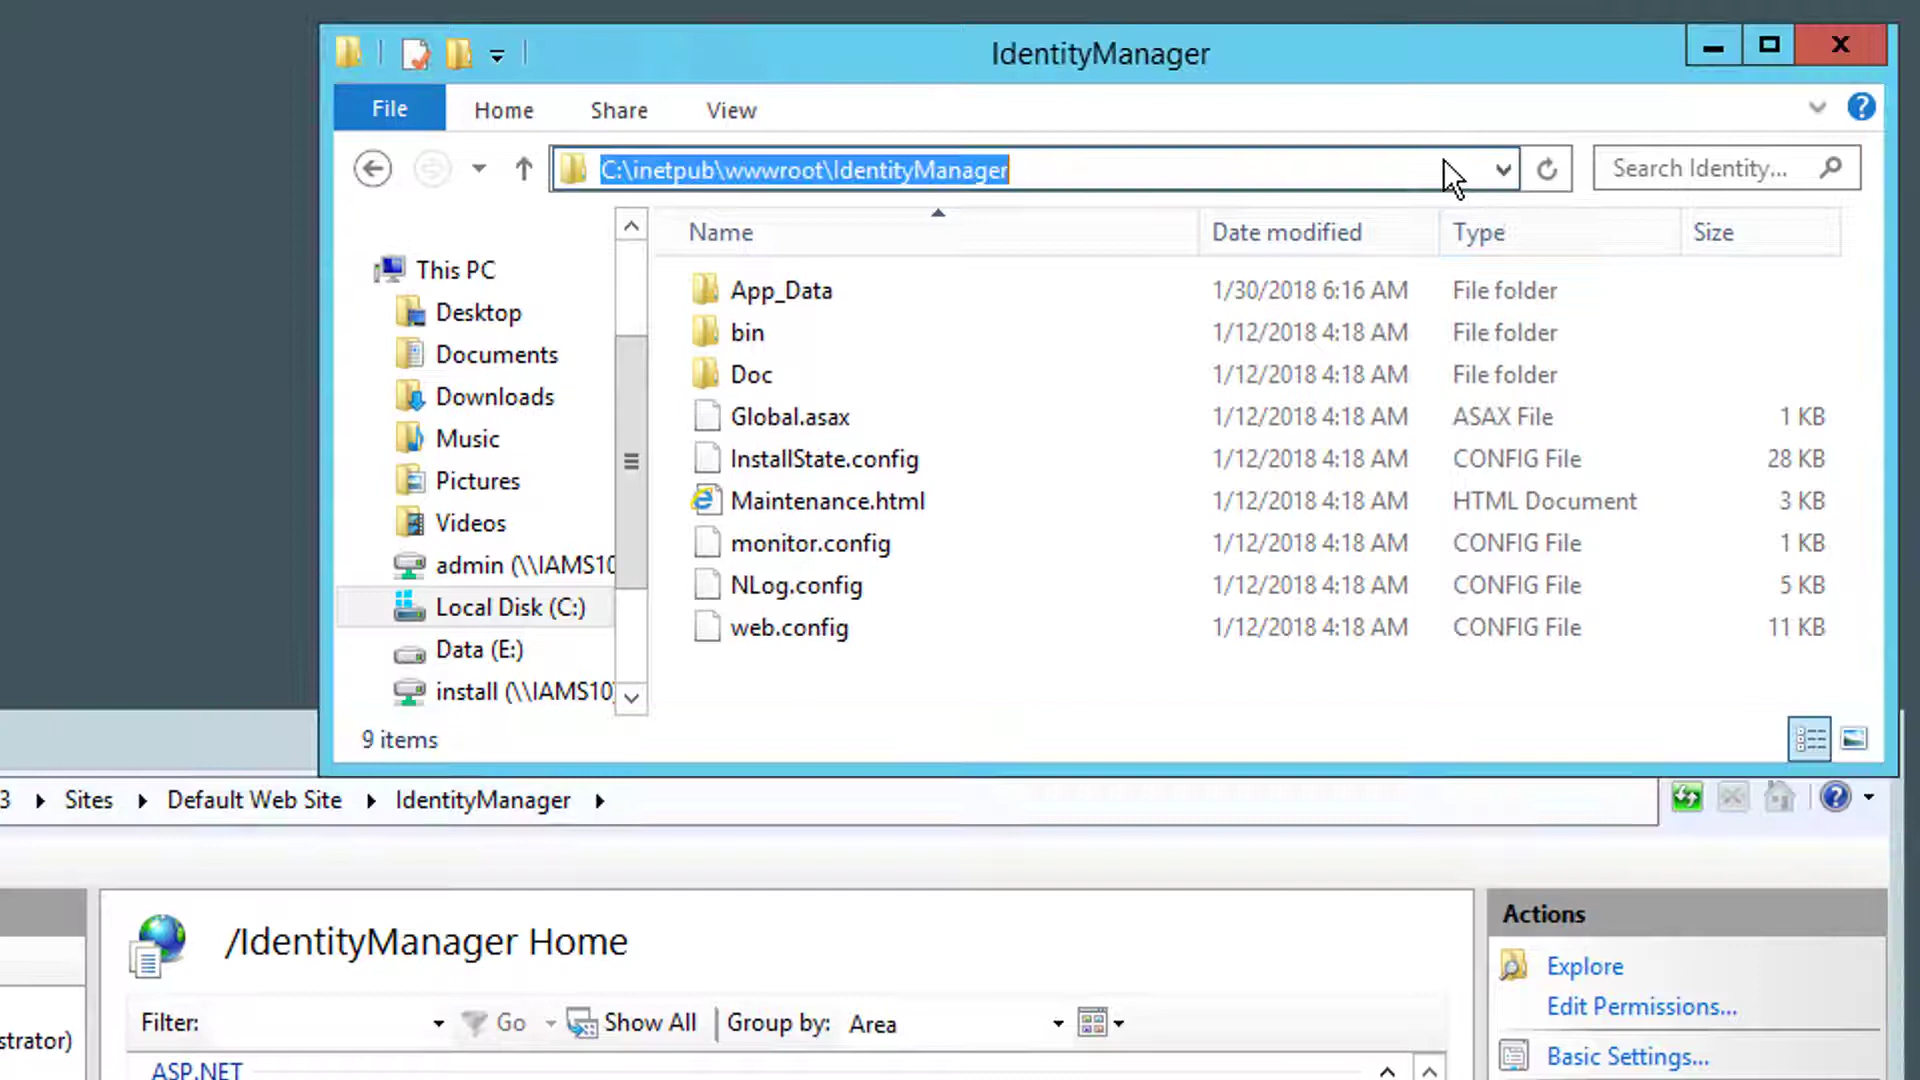 IdentityManager
File Home Share View
C:\inetpub\wwwroot\IdentityManager Search Identity...
Name Date modified Type Size
This PC
Desktop
Documents
Downloads
Music
Pictures
Videos
admin (\\IAMS10
Local Disk (C:)
Data (E:)
install (\\IAMS10
App_Data 1/30/2018 6:16 AM File folder
bin 1/12/2018 4:18 AM File folder
Doc 1/12/2018 4:18 AM File folder
Global.asax 1/12/2018 4:18 AM ASAX File 1 KB
InstallState.config 1/12/2018 4:18 AM CONFIG File 28 KB
Maintenance.html 1/12/2018 4:18 AM HTML Document 3 KB
monitor.config 1/12/2018 4:18 AM CONFIG File 1 KB
NLog.config 1/12/2018 4:18 AM CONFIG File 5 KB
web.config 1/12/2018 4:18 AM CONFIG File 11 KB
9 items
3 Sites Default Web Site IdentityManager
/IdentityManager Home
Filter: Go Show All Group by: Area
strator)
ASP.NET
Actions
Explore
Edit Permissions...
Basic Settings...